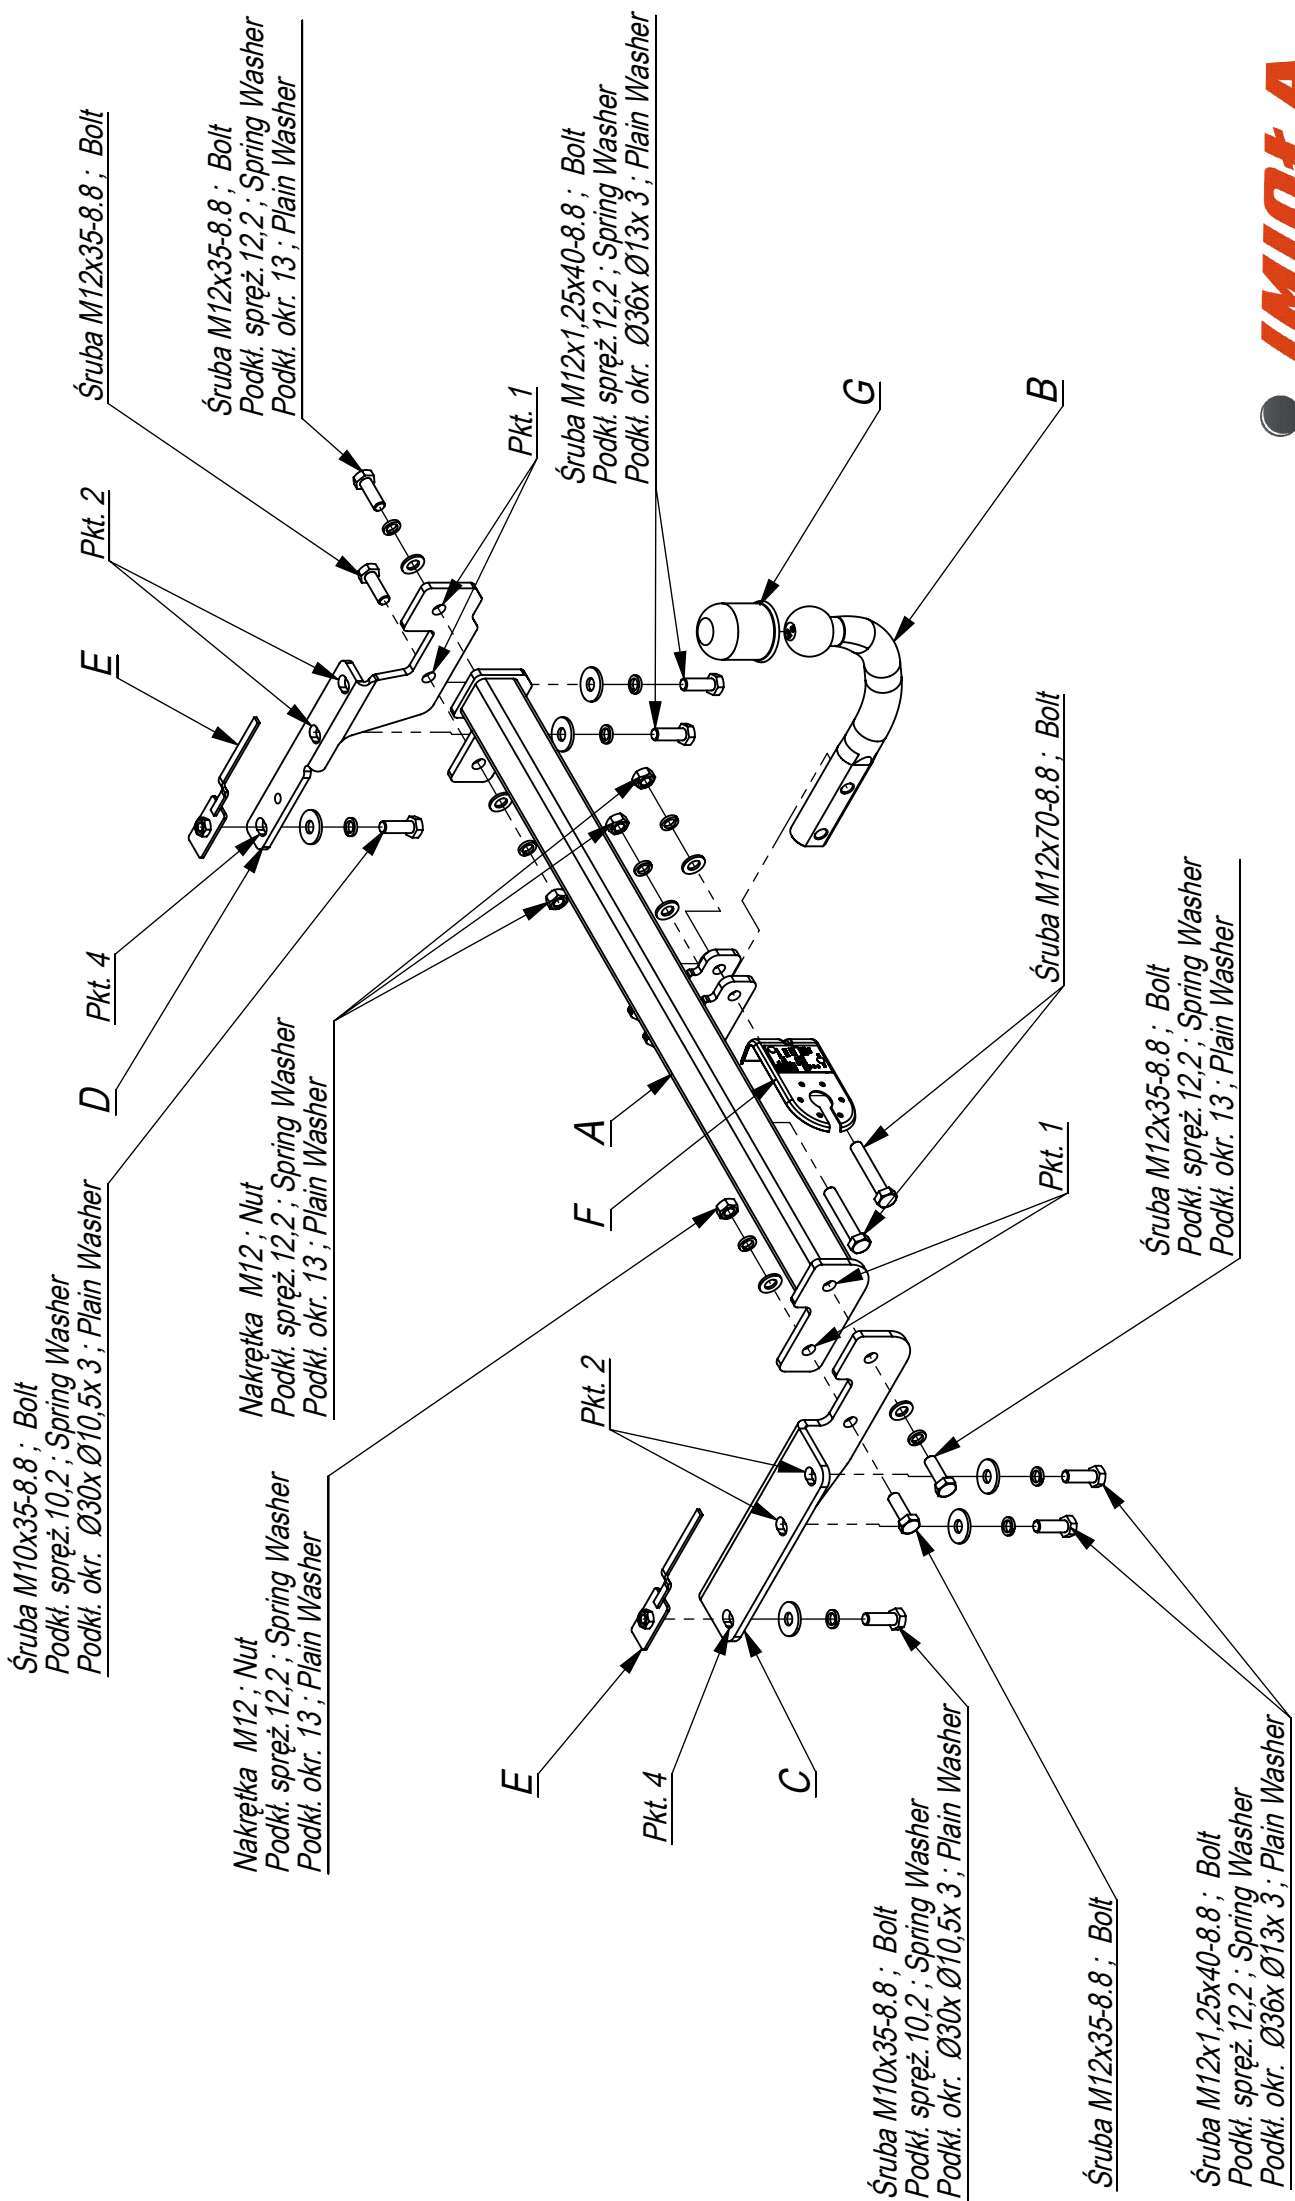 Śruba M10x35-8.8 ; Bolt
Podkł. spręż.10,2 ; Spring Washer
Podkł. okr. Ø30x Ø10,5x 3 ; Plain Washer
Pkt. 4
D
E
Pkt. 2
Śruba M12x35-8.8 ; Bolt
Śruba M12x35-8.8 ; Bolt
Podkł. spręż.12,2 ; Spring Washer
Podkł. okr. 13 ; Plain Washer
Nakrętka M12 ; Nut
Podkł. spręż.12,2 ; Spring Washer
Podkł. okr. 13 ; Plain Washer
Nakrętka M12 ; Nut
Podkł. spręż.12,2 ; Spring Washer
Podkł. okr. 13 ; Plain Washer
Pkt. 1
Śruba M12x1,25x40-8.8 ; Bolt
Podkł. spręż.12,2 ; Spring Washer
Podkł. okr. Ø36x Ø13x 3 ; Plain Washer
E
Pkt. 4
C
Pkt. 2
F
A
G
B
Śruba M12x70-8.8 ; Bolt
Pkt. 1
Śruba M12x35-8.8 ; Bolt
Podkł. spręż.12,2 ; Spring Washer
Podkł. okr. 13 ; Plain Washer
Śruba M10x35-8.8 ; Bolt
Podkł. spręż.10,2 ; Spring Washer
Podkł. okr. Ø30x Ø10,5x 3 ; Plain Washer
Śruba M12x35-8.8 ; Bolt
Śruba M12x1,25x40-8.8 ; Bolt
Podkł. spręż.12,2 ; Spring Washer
Podkł. okr. Ø36x Ø13x 3 ; Plain Washer